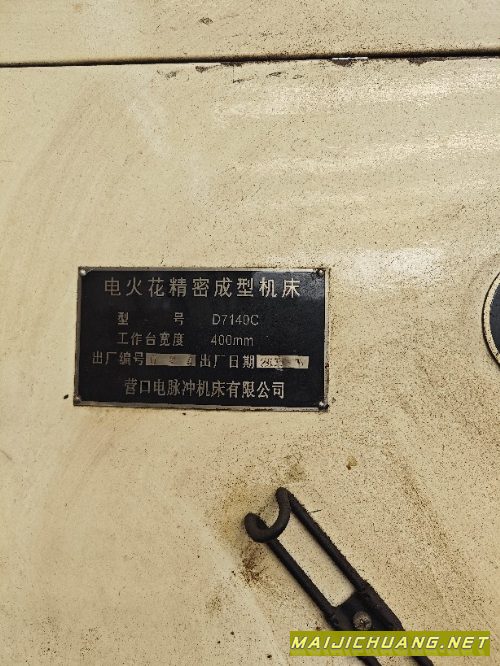 电火花精密成型机床
型 号 D7140C
工作台宽度 400mm
出厂编号 出厂日期
营口电脉冲机床有限公司
MAIJICHUANG.NET